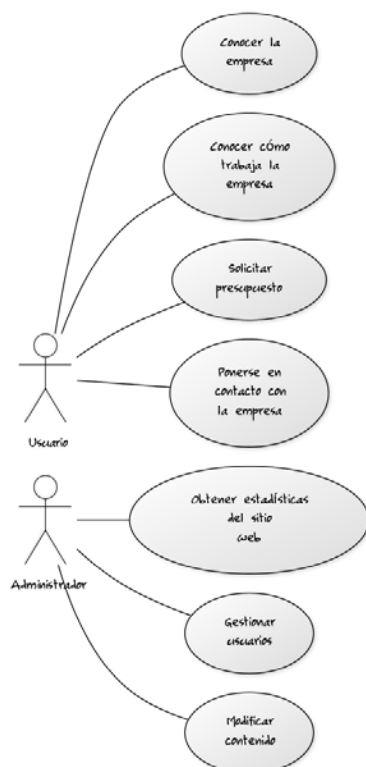 Conocer la
empresa
Conocer cómo
trabaja la
empresa
Solicitar
presupuesto
Ponerse en
contacto con
la empresa
Usuario
Obtener estadísticas
del sitio
web
Administrador
Gestionar
usuarios
Modificar
contenido